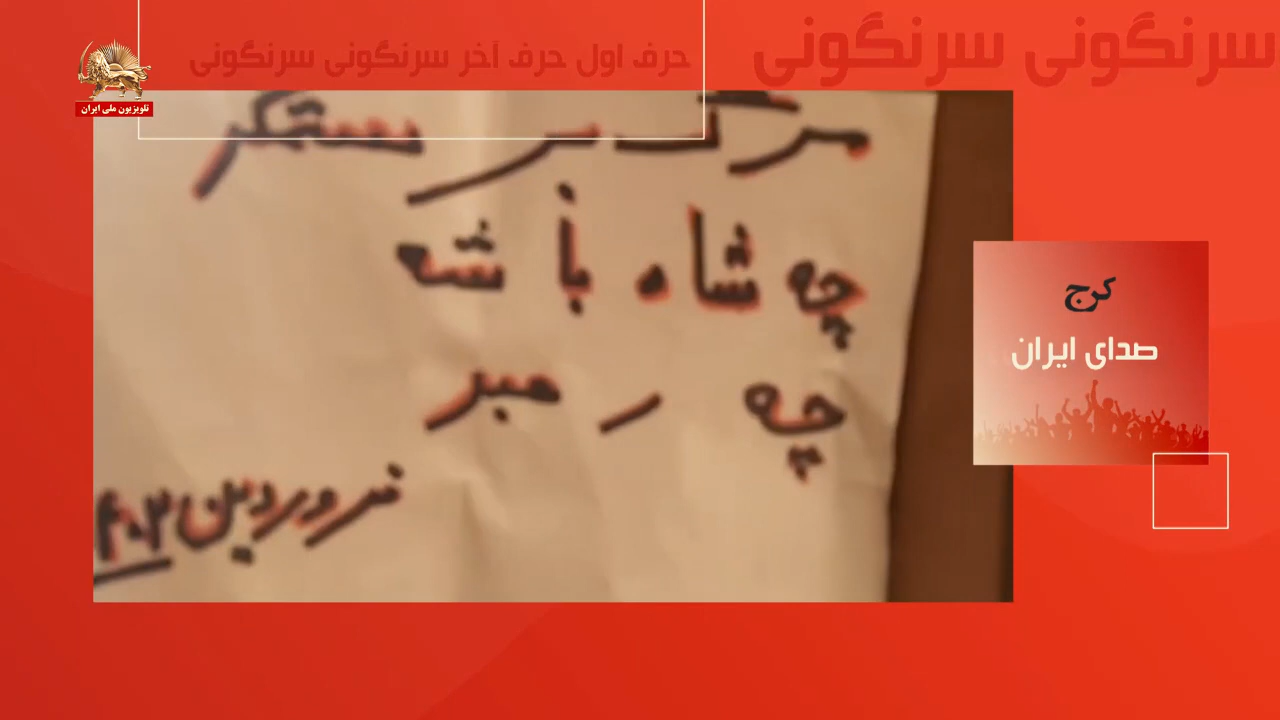 سرنگونی سرنگونی
حرف اول حرف آخر سرنگونی سرنگونی
تلویزیون ملی ایران
مرگ بر ستمگر
چه شاه باشه
چه رهبر
فروردین ۴۰۳
کرج
صدای ایران